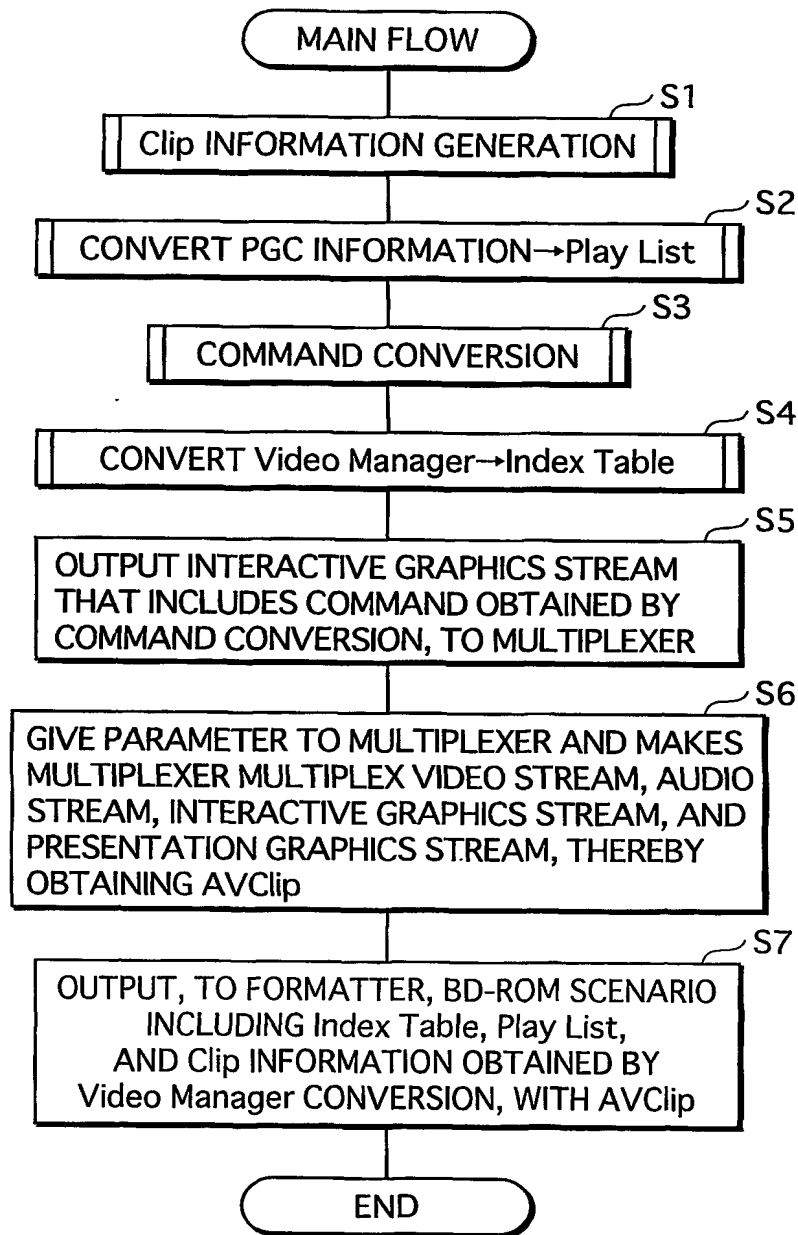 MAIN FLOW
S1
Clip INFORMATION GENERATION
S2
CONVERT PGC INFORMATION→Play List
S3
COMMAND CONVERSION
S4
CONVERT Video Manager→Index Table
S5
OUTPUT INTERACTIVE GRAPHICS STREAM
THAT INCLUDES COMMAND OBTAINED BY
COMMAND CONVERSION, TO MULTIPLEXER
S6
GIVE PARAMETER TO MULTIPLEXER AND MAKES
MULTIPLEXER MULTIPLEX VIDEO STREAM, AUDIO
STREAM, INTERACTIVE GRAPHICS STREAM, AND
PRESENTATION GRAPHICS STREAM, THEREBY
OBTAINING AVClip
S7
OUTPUT, TO FORMATTER, BD-ROM SCENARIO
INCLUDING Index Table, Play List,
AND Clip INFORMATION OBTAINED BY
Video Manager CONVERSION, WITH AVClip
END